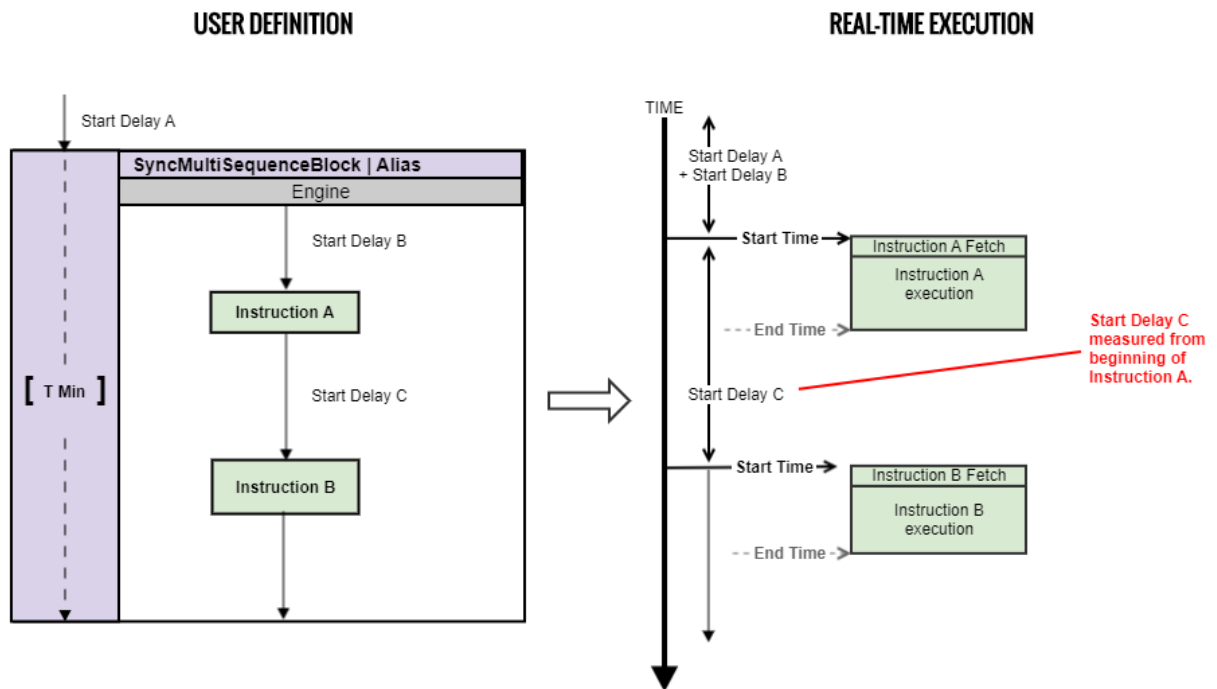 USER DEFINITION
REAL-TIME EXECUTION
Start Delay A
SyncMultiSequenceBlock | Alias
Engine
Start Delay B
Instruction A
[ T Min ]
Start Delay C
Instruction B
TIME
Start Delay A
+ Start Delay B
Start Time
Instruction A Fetch
Instruction A
execution
End Time
Start Delay C
measured from
beginning of
Instruction A.
Start Delay C
Start Time
Instruction B Fetch
Instruction B
execution
End Time